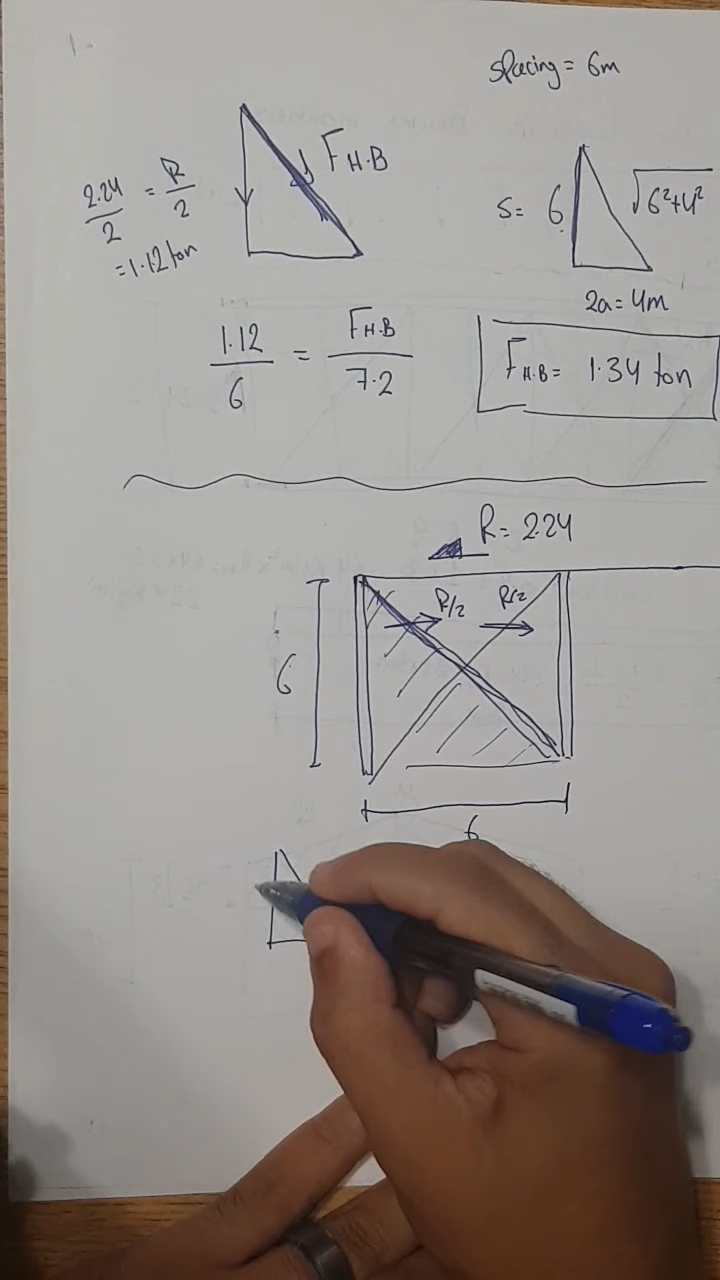 spacing = 6m
F H.B
2.24/2 = R/2
= 1.12 ton
S = 6
√6²+4²
2a = 4m
1.12/6 = F H.B/7.2
F H.B = 1.34 ton
R = 2.24
R/2
R/2
6
6